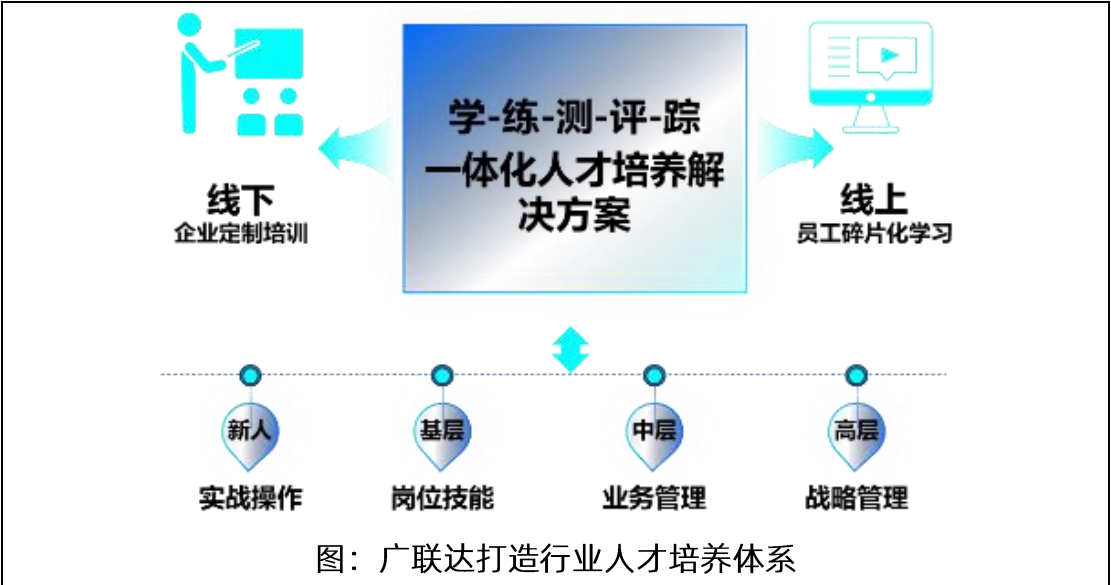 学-练-测-评-踪
一体化人才培养解
决方案
线下
企业定制培训
线上
员工碎片化学习
新人
基层
中层
高层
实战操作
岗位技能
业务管理
战略管理
图：广联达打造行业人才培养体系